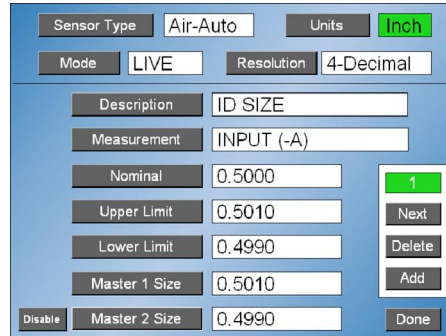 Sensor Type Air-Auto Units Inch
Mode LIVE Resolution 4-Decimal
Description ID SIZE
Measurement INPUT (-A)
Nominal 0.5000
1
Upper Limit 0.5010
Next
Lower Limit 0.4990
Delete
Master 1 Size 0.5010
Add
Disable Master 2 Size 0.4990
Done